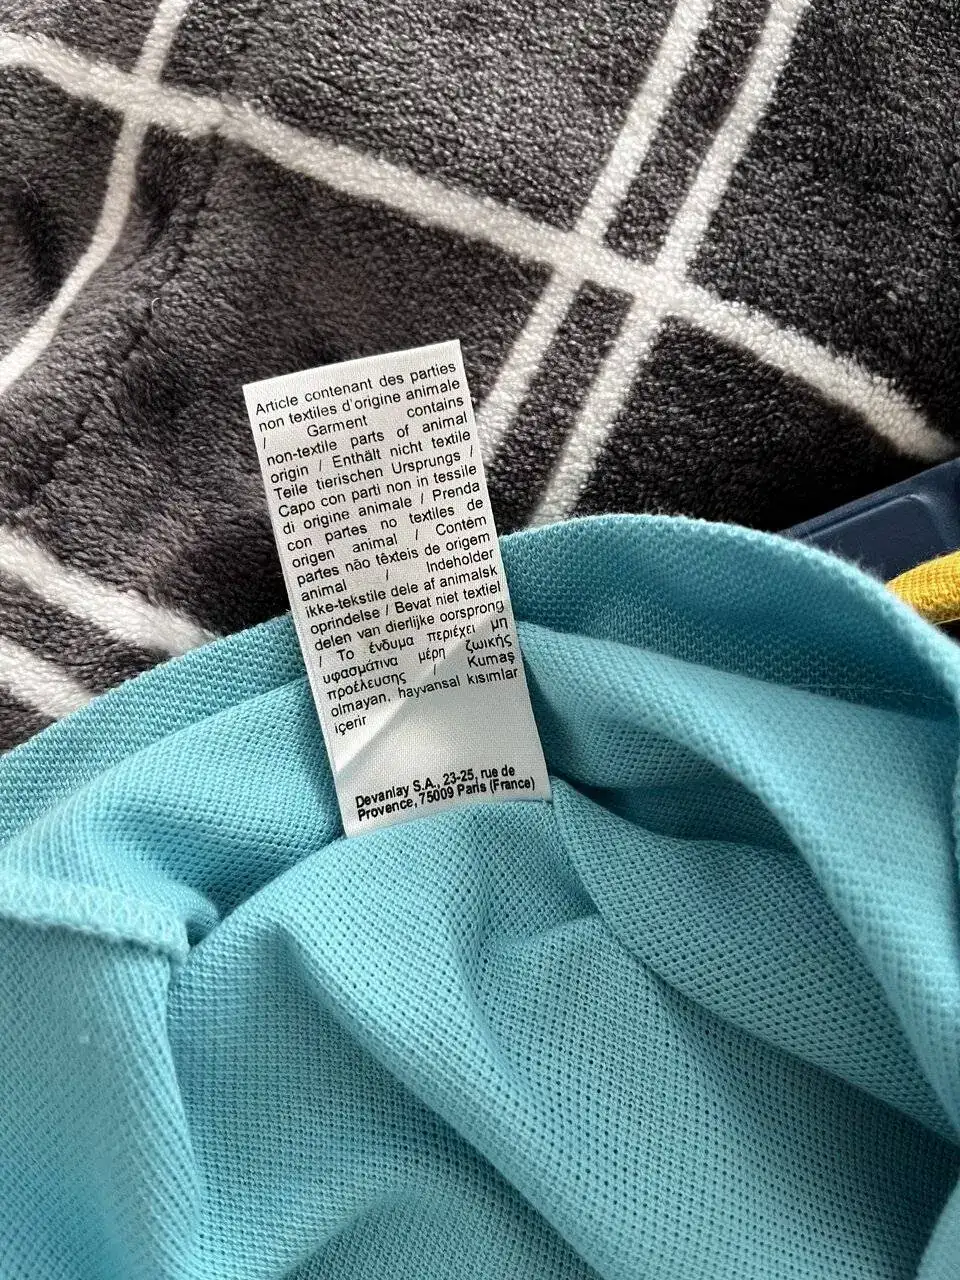 Article contenant des parties
non textiles d'origine animale
/ Garment contains
non-textile parts of animal
origin / Enthält nicht textile
Teile tierischen Ursprungs /
Capo con parti non in tessile
di origine animale / Prenda
con partes no textiles de
origen animal / Contém
partes não têxteis de origem
animal / Indeholder
ikke-tekstile dele af animalsk
oprindelse / Bevat niet textiel
delen van dierlijke oorsprong
/ Το ένδυμα περιέχει μη
υφασμάτινα μέρη ζωικής
προέλευσης / Kumaş
olmayan, hayvansal kısımlar
içerir
Devanlay S.A., 23-25, rue de
Provence, 75009 Paris (France)